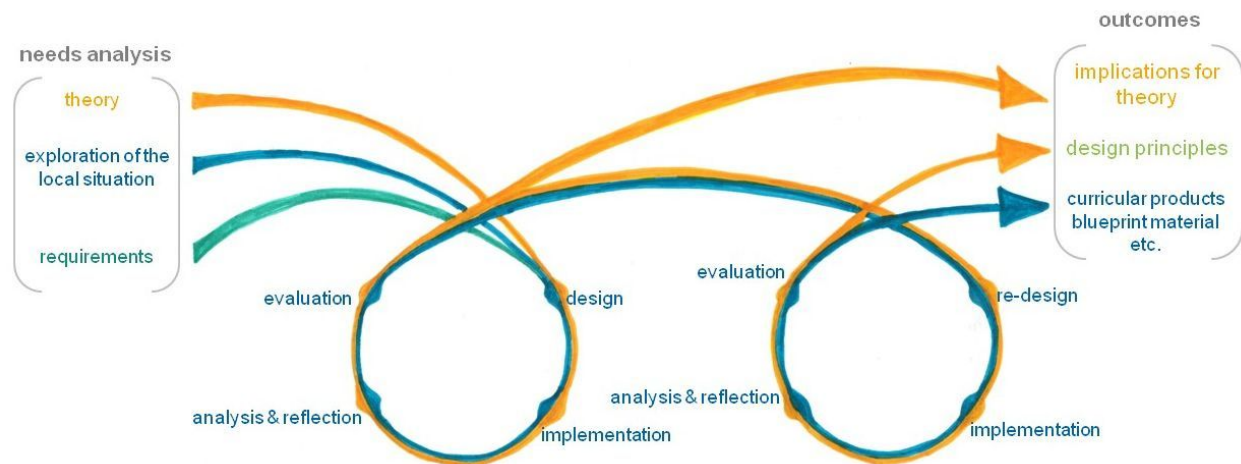 needs analysis
theory
exploration of the
local situation
requirements
evaluation
design
analysis & reflection
implementation
evaluation
re-design
analysis & reflection
implementation
outcomes
implications for
theory
design principles
curricular products
blueprint material
etc.